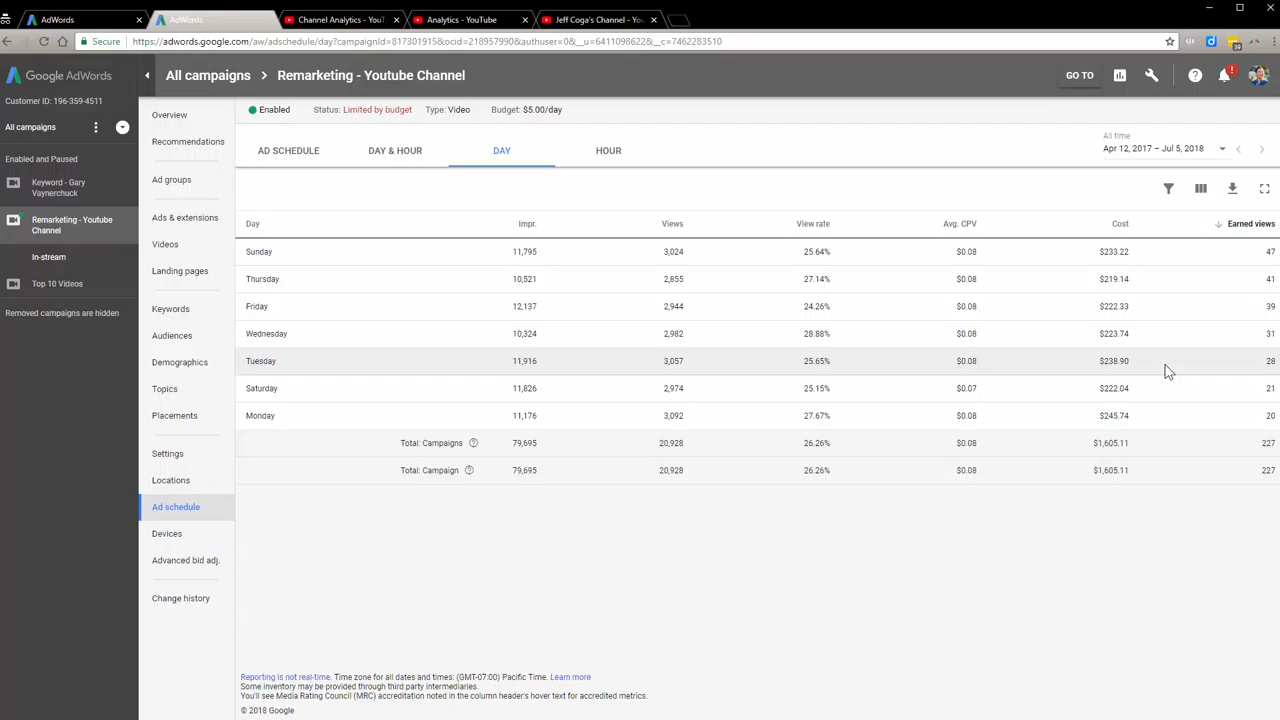 AdWords
AdWords
Channel Analytics - YouT
Analytics - YouTube
Jeff Coga's Channel - You
Secure
https://adwords.google.com/aw/adschedule/day?campaignId=817301915&ocid=218957990&authuser=0&__u=6411098622&__c=7462283510
Google AdWords
All campaigns > Remarketing - Youtube Channel
GO TO
Customer ID: 196-359-4511
All campaigns
Enabled and Paused
Keyword - Gary
Vaynerchuck
Remarketing - Youtube
Channel
In-stream
Top 10 Videos
Removed campaigns are hidden
Overview
Recommendations
Ad groups
Ads & extensions
Videos
Landing pages
Keywords
Audiences
Demographics
Topics
Placements
Settings
Locations
Ad schedule
Devices
Advanced bid adj.
Change history
Enabled Status: Limited by budget Type: Video Budget: $5.00/day
AD SCHEDULE DAY & HOUR DAY HOUR
All time
Apr 12, 2017 – Jul 5, 2018
Day Impr. Views View rate Avg. CPV Cost Earned views
Sunday 11,795 3,024 25.64% $0.08 $233.22 47
Thursday 10,521 2,855 27.14% $0.08 $219.14 41
Friday 12,137 2,944 24.26% $0.08 $222.33 39
Wednesday 10,324 2,982 28.88% $0.08 $223.74 31
Tuesday 11,916 3,057 25.65% $0.08 $238.90 28
Saturday 11,826 2,974 25.15% $0.07 $222.04 21
Monday 11,176 3,092 27.67% $0.08 $245.74 20
Total: Campaigns 79,695 20,928 26.26% $0.08 $1,605.11 227
Total: Campaign 79,695 20,928 26.26% $0.08 $1,605.11 227
Reporting is not real-time. Time zone for all dates and times: (GMT-07:00) Pacific Time. Learn more
Some inventory may be provided through third party intermediaries.
You'll see Media Rating Council (MRC) accreditation noted in the column header's hover text for accredited metrics.
© 2018 Google